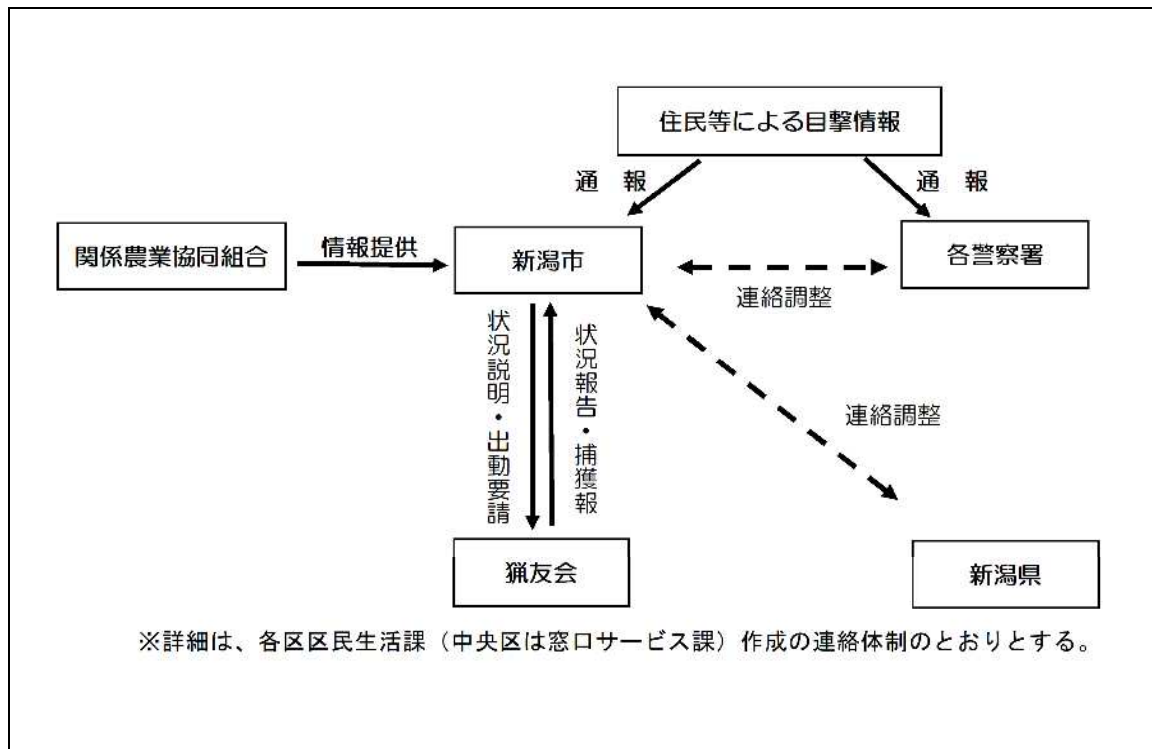 住民等による目撃情報
通 報
通 報
関係農業協同組合
情報提供
新潟市
各警察署
連絡調整
状況説明・出動要請
状況報告・捕獲報
連絡調整
猟友会
新潟県
※詳細は、各区区民生活課（中央区は窓口サービス課）作成の連絡体制のとおりとする。